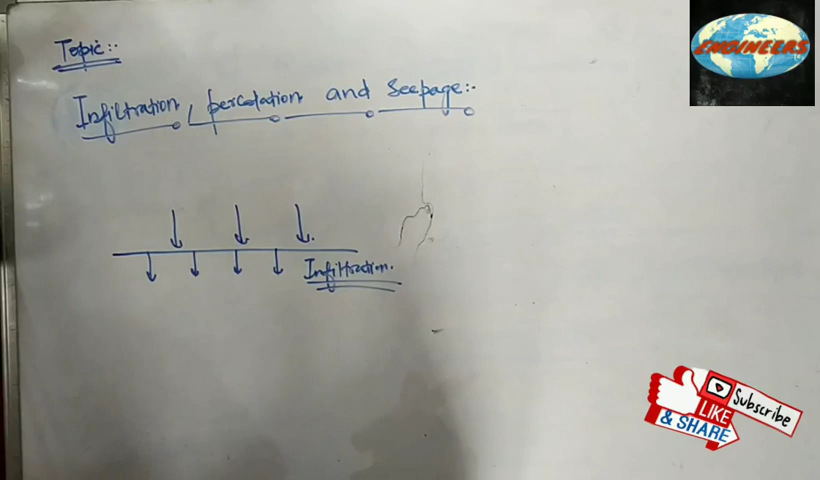 Topic:-
Infiltration, percolation and Seepage:-
Infiltration.
ENGINEERS
Subscribe
LIKE
& SHARE